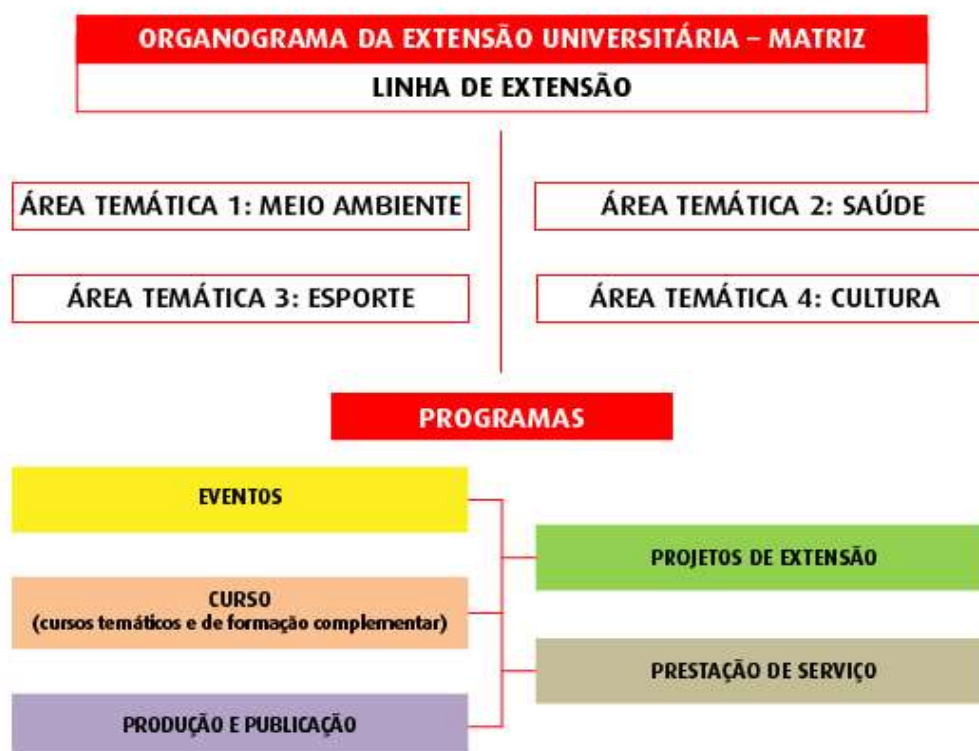 ORGANOGRAMA DA EXTENSÃO UNIVERSITÁRIA – MATRIZ
LINHA DE EXTENSÃO
ÁREA TEMÁTICA 1: MEIO AMBIENTE
ÁREA TEMÁTICA 2: SAÚDE
ÁREA TEMÁTICA 3: ESPORTE
ÁREA TEMÁTICA 4: CULTURA
PROGRAMAS
EVENTOS
PROJETOS DE EXTENSÃO
CURSO
(cursos temáticos e de formação complementar)
PRESTAÇÃO DE SERVIÇO
PRODUÇÃO E PUBLICAÇÃO